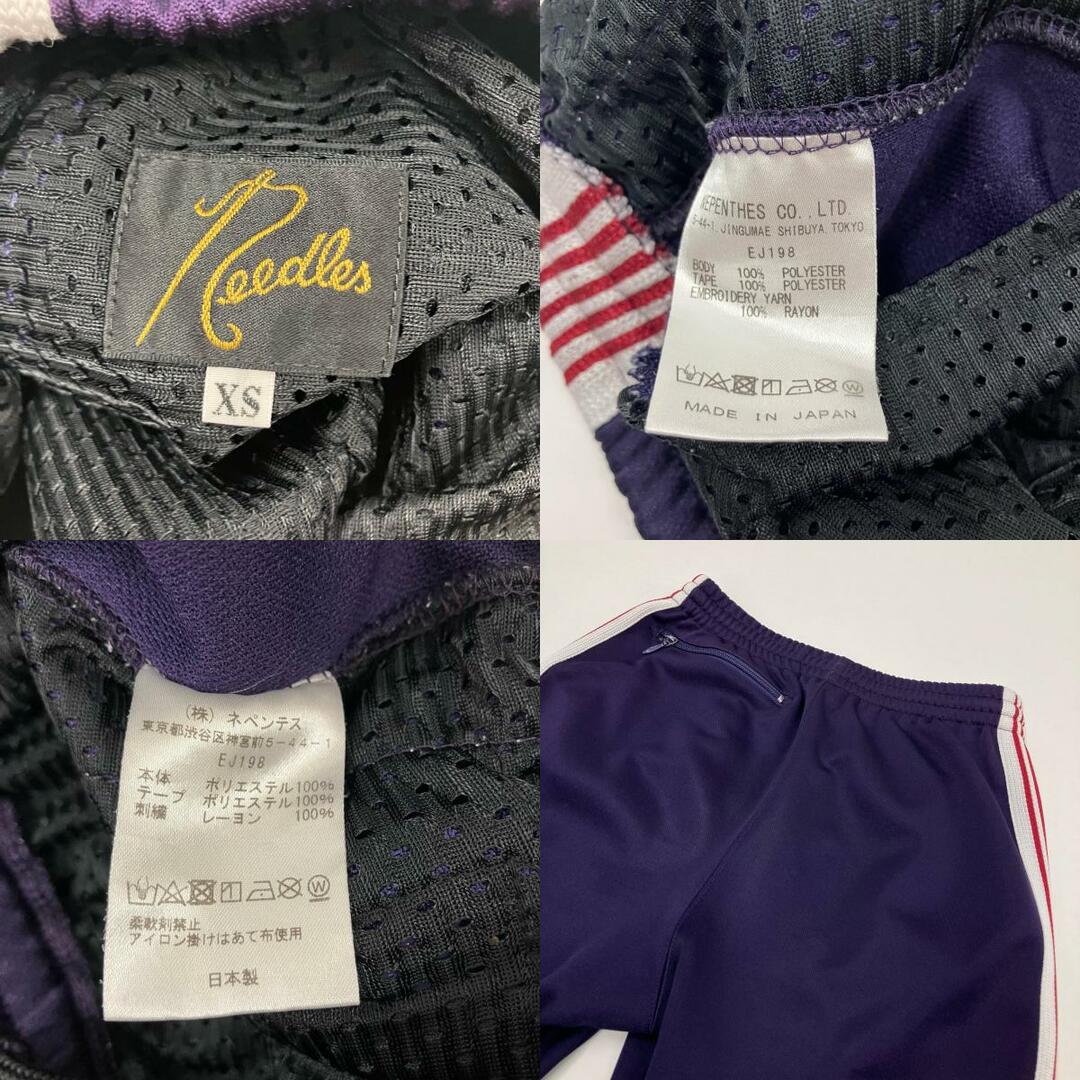 Needles
XS
NEPENTHES CO., LTD.
5-44-1, JINGUMAE SHIBUYA, TOKYO
EJ198
BODY 100% POLYESTER
TAPE 100% POLYESTER
EMBROIDERY YARN
100% RAYON
W
MADE IN JAPAN
(株) ネペンテス
東京都渋谷区神宮前5-44-1
EJ198
本体 ポリエステル100%
テープ ポリエステル100%
刺繍 レーヨン 100%
W
柔軟剤禁止
アイロン掛けはあて布使用
日本製